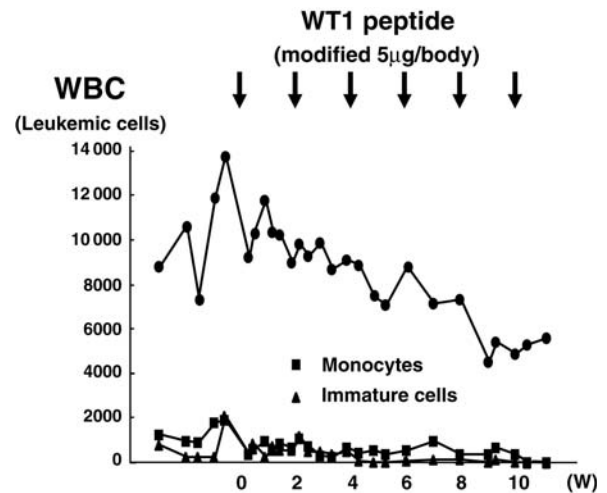 WT1 peptide
(modified 5μg/body)
WBC
(Leukemic cells)
14 000
12 000
10 000
8000
6000
4000
2000
0
Monocytes
Immature cells
0 2 4 6 8 10 (W)